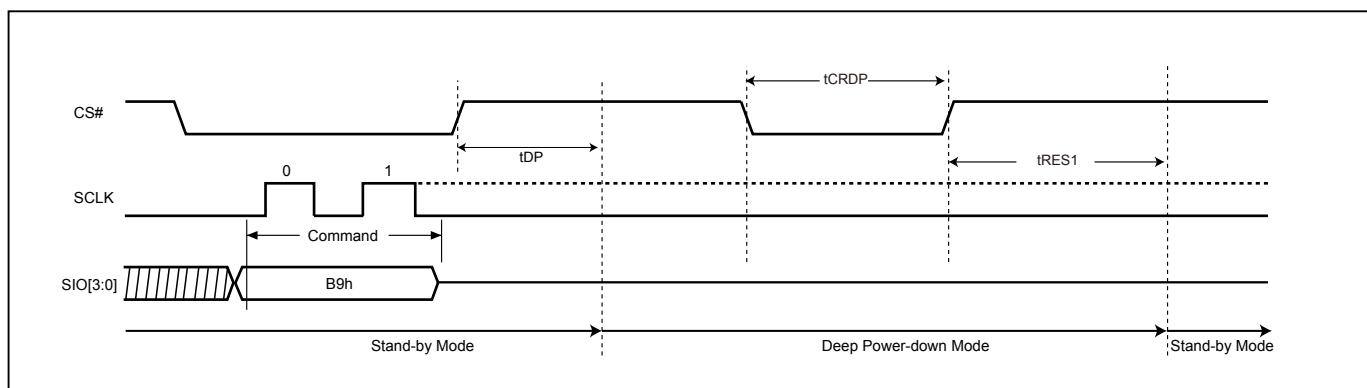 tCRDP
CS#
tDP
tRES1
0
1
SCLK
Command
SIO[3:0]
B9h
Stand-by Mode
Deep Power-down Mode
Stand-by Mode